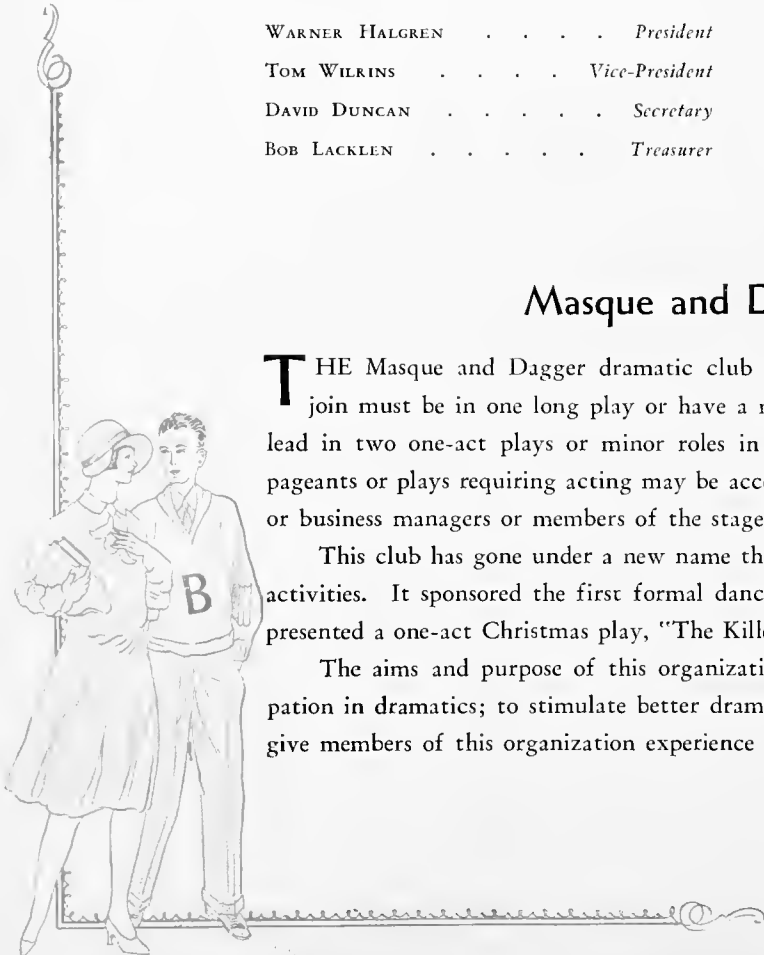 WARNER HALGREN . . . . President
TOM WILRINS . . . . Vice-President
DAVID DUNCAN . . . . . Secretary
BOB LACKLEN . . . . . Treasurer
Masque and D
THE Masque and Dagger dramatic club
join must be in one long play or have a
lead in two one-act plays or minor roles in
pageants or plays requiring acting may be acc
or business managers or members of the stage
This club has gone under a new name th
activities. It sponsored the first formal danc
presented a one-act Christmas play, "The Kill
The aims and purpose of this organizati
pation in dramatics; to stimulate better dram
give members of this organization experience
B